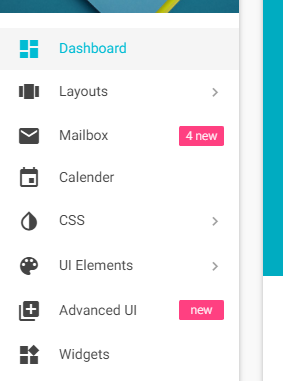 Dashboard
Layouts
Mailbox 4 new
Calender
CSS
UI Elements
Advanced UI new
Widgets